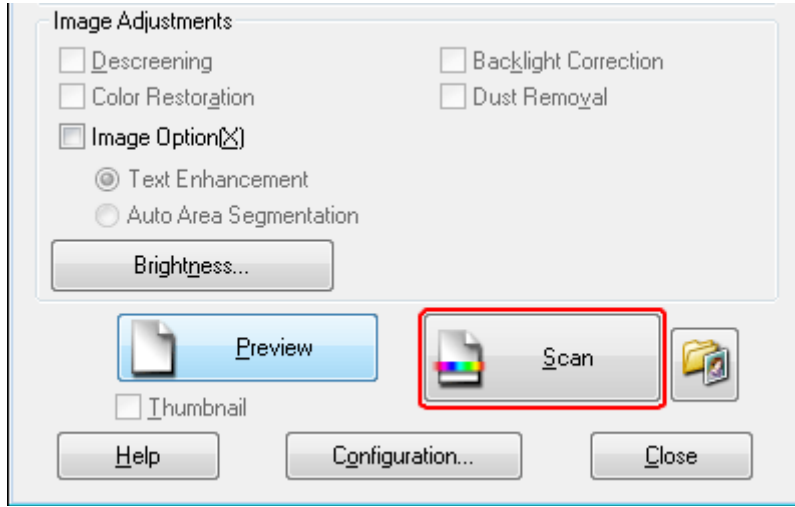 Image Adjustments
Descreening
Backlight Correction
Color Restoration
Dust Removal
Image Option(X)
Text Enhancement
Auto Area Segmentation
Brightness...
Preview
Scan
Thumbnail
Help
Configuration...
Close